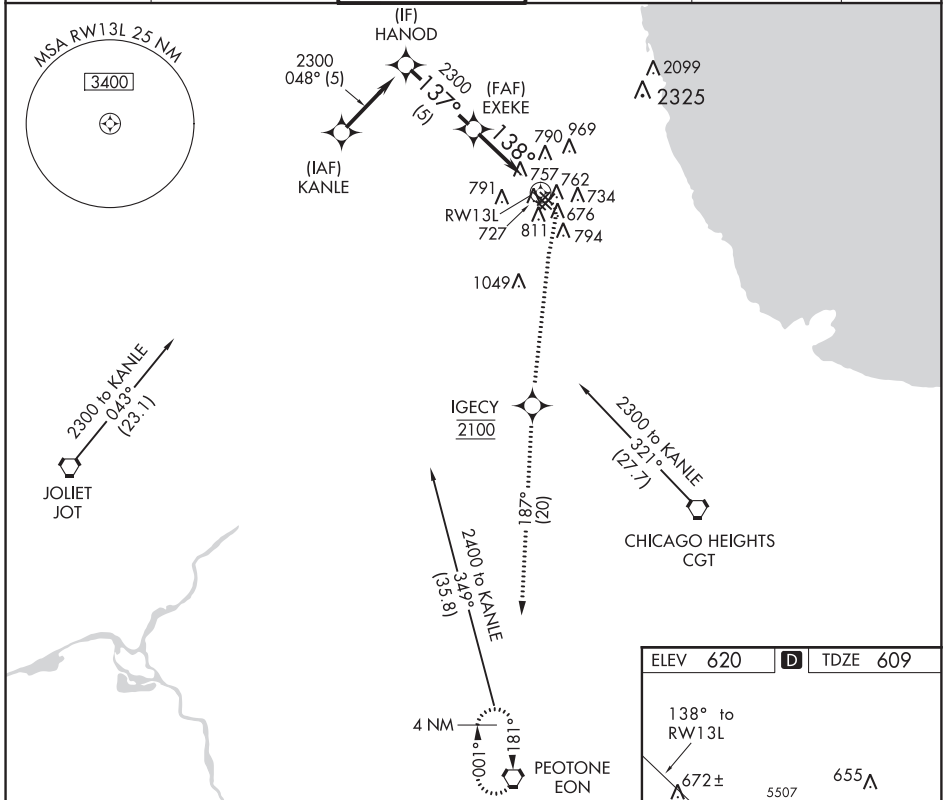 MSA RW13L 25 NM
3400
(IF)
HANOD
2300
048° (5)
2300
137°
(5)
(FAF)
EXEKE
138°
(IAF)
KANLE
2099
2325
790
969
757
762
791
734
RW13L
676
727
811
794
1049
2300 to KANLE
043°
(23.1)
JOLIET
JOT
IGECY
2100
2300 to KANLE
321°
(27.7)
CHICAGO HEIGHTS
CGT
187°
(20)
2400 to KANLE
349°
(35.8)
4 NM
181°
001°
PEOTONE
EON
ELEV 620
D
TDZE 609
138° to
RW13L
672±
5507
655